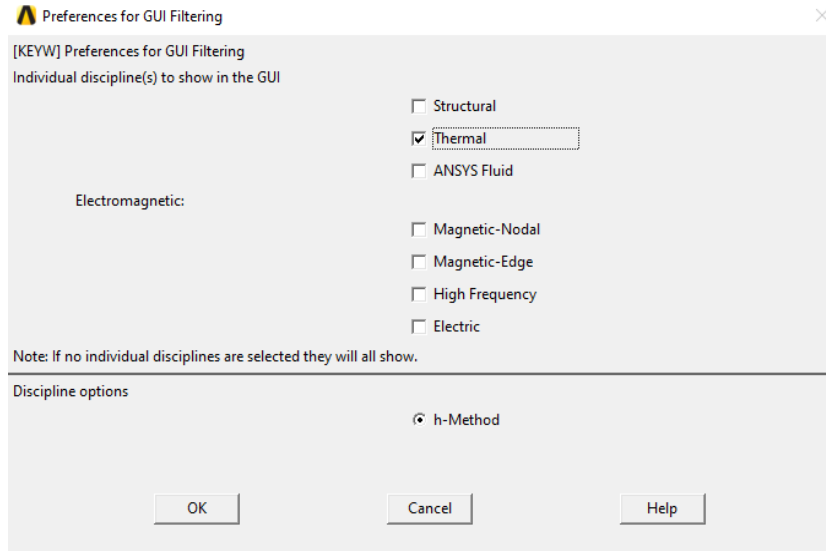 Preferences for GUI Filtering
[KEYW] Preferences for GUI Filtering
Individual discipline(s) to show in the GUI
Structural
Thermal
ANSYS Fluid
Electromagnetic:
Magnetic-Nodal
Magnetic-Edge
High Frequency
Electric
Note: If no individual disciplines are selected they will all show.
Discipline options
h-Method
OK Cancel Help